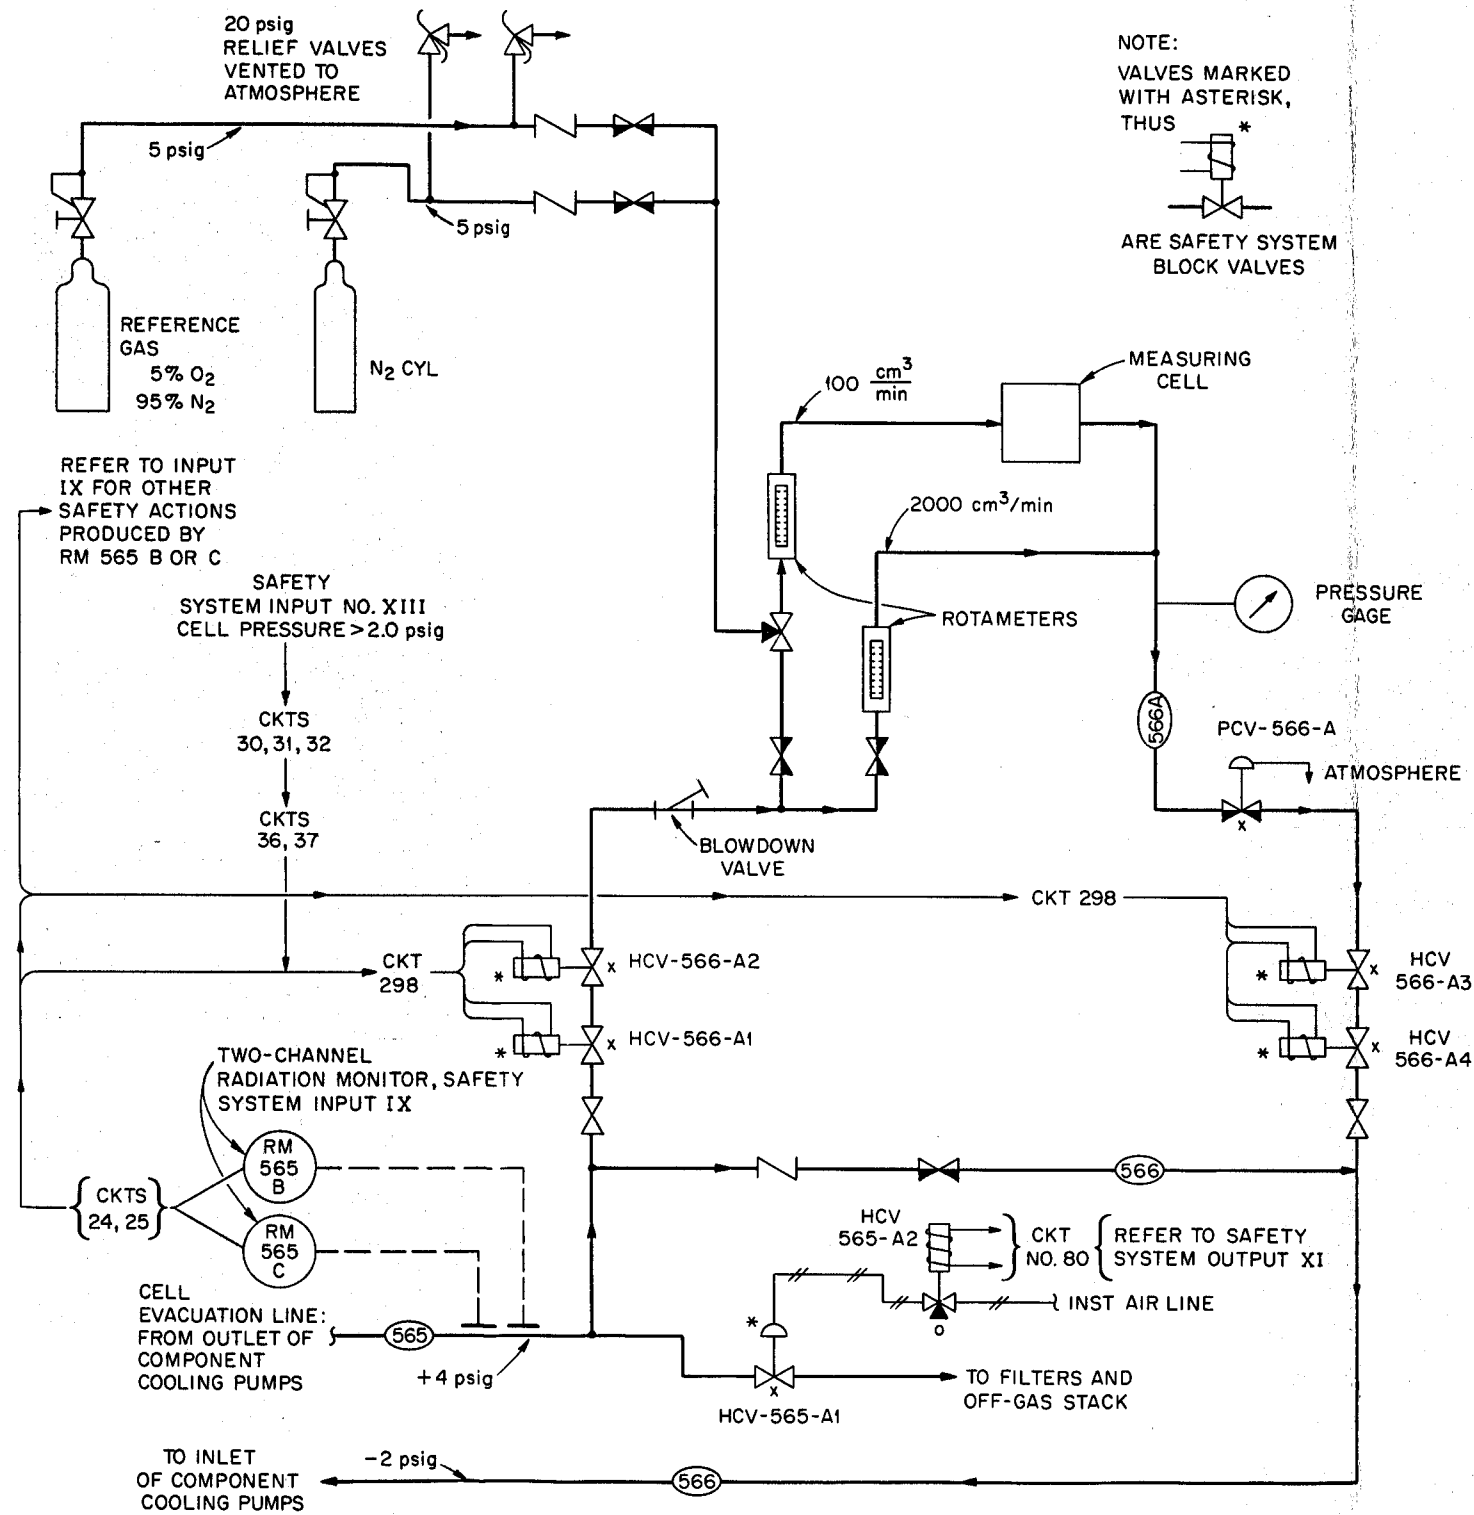 20 psig
RELIEF VALVES
VENTED TO
ATMOSPHERE
5 psig
5 psig
NOTE:
VALVES MARKED
WITH ASTERISK,
THUS
*
ARE SAFETY SYSTEM
BLOCK VALVES
REFERENCE
GAS
5% O2
95% N2
N2 CYL
100 cm3/min
MEASURING
CELL
REFER TO INPUT
IX FOR OTHER
SAFETY ACTIONS
PRODUCED BY
RM 565 B OR C
2000 cm3/min
SAFETY
SYSTEM INPUT NO. XIII
CELL PRESSURE > 2.0 psig
ROTAMETERS
PRESSURE
GAGE
CKTS
30, 31, 32
566A
PCV-566-A
ATMOSPHERE
x
CKTS
36, 37
BLOWDOWN
VALVE
CKT 298
CKT
298
*
x
HCV-566-A2
*
x
HCV-566-A1
*
x
HCV
566-A3
*
x
HCV
566-A4
TWO-CHANNEL
RADIATION MONITOR, SAFETY
SYSTEM INPUT IX
RM
565
B
CKTS
24, 25
RM
565
C
566
HCV
565-A2
CKT
NO. 80
REFER TO SAFETY
SYSTEM OUTPUT XI
INST AIR LINE
o
CELL
EVACUATION LINE:
FROM OUTLET OF
COMPONENT
COOLING PUMPS
565
+4 psig
*
x
HCV-565-A1
TO FILTERS AND
OFF-GAS STACK
TO INLET
OF COMPONENT
COOLING PUMPS
-2 psig
566